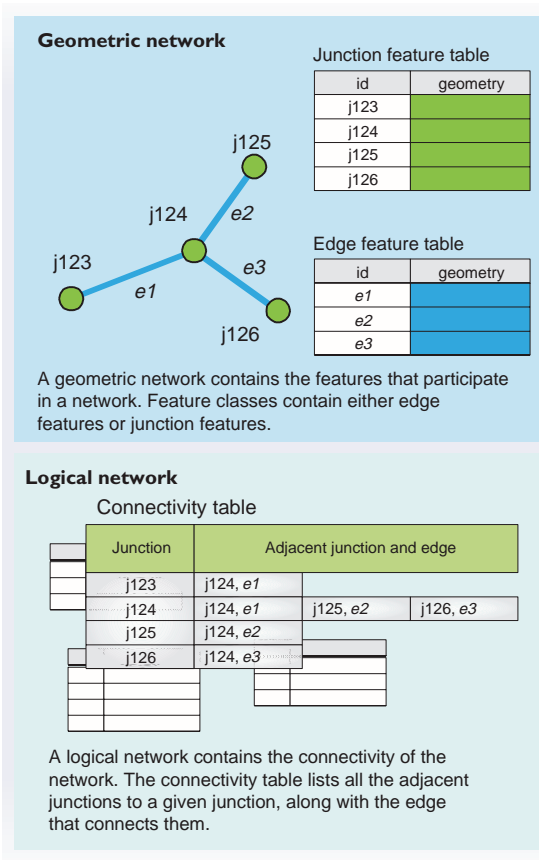 Geometric network
Junction feature table
id geometry
j123
j124
j125
j126
j125
j124
e2
j123
e3
e1
j126
Edge feature table
id geometry
e1
e2
e3
A geometric network contains the features that participate
in a network. Feature classes contain either edge
features or junction features.
Logical network
Connectivity table
Junction Adjacent junction and edge
j123 j124, e1
j124 j124, e1 j125, e2 j126, e3
j125 j124, e2
j126 j124, e3
A logical network contains the connectivity of the
network. The connectivity table lists all the adjacent
junctions to a given junction, along with the edge
that connects them.